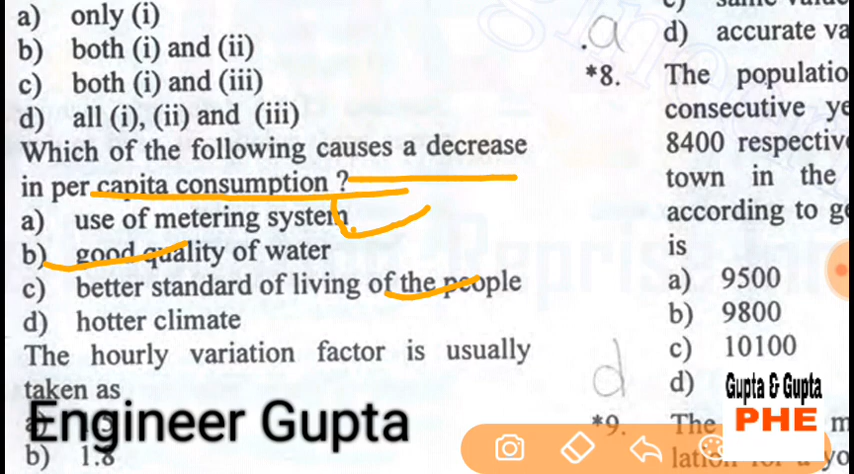 a) only (i)
b) both (i) and (ii)
c) both (i) and (iii)
d) all (i), (ii) and (iii)
Which of the following causes a decrease
in per capita consumption ?
a) use of metering system
b) good quality of water
c) better standard of living of the people
d) hotter climate
The hourly variation factor is usually
taken as
b) 1.8
Engineer Gupta
.a
d) accurate va
*8. The populatio
consecutive ye
8400 respectiv
town in the
according to ge
is
a) 9500
b) 9800
c) 10100
d
d)
Gupta & Gupta
PHE
*9. The m